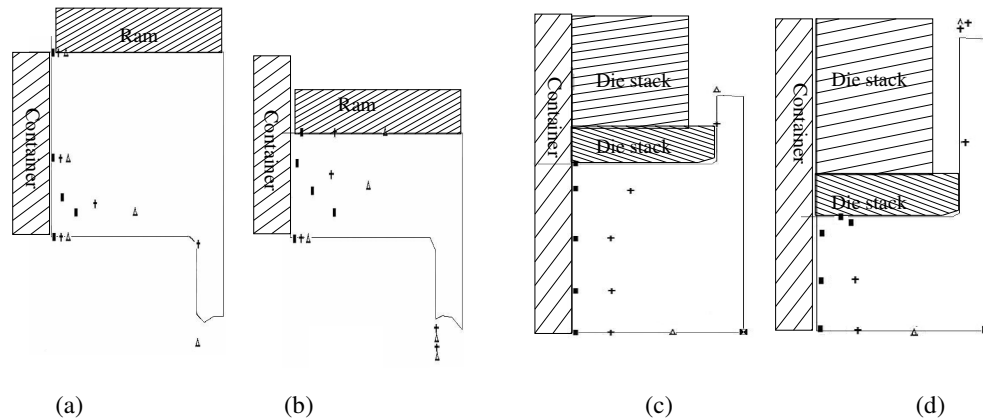 Ram
Container
Ram
Container
Container
Die stack
Die stack
Container
Die stack
Die stack
(a)
(b)
(c)
(d)